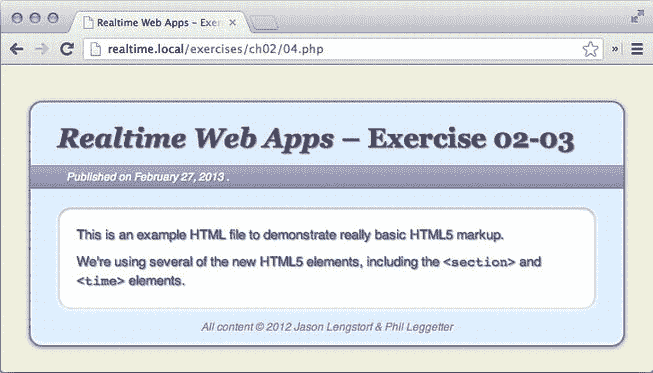 Realtime Web Apps – Exer
realtime.local/exercises/ch02/04.php
»
Realtime Web Apps – Exercise 02-03
Published on February 27, 2013 .
This is an example HTML file to demonstrate really basic HTML5 markup.
We're using several of the new HTML5 elements, including the <section> and
<time> elements.
All content © 2012 Jason Lengstorf & Phil Leggetter